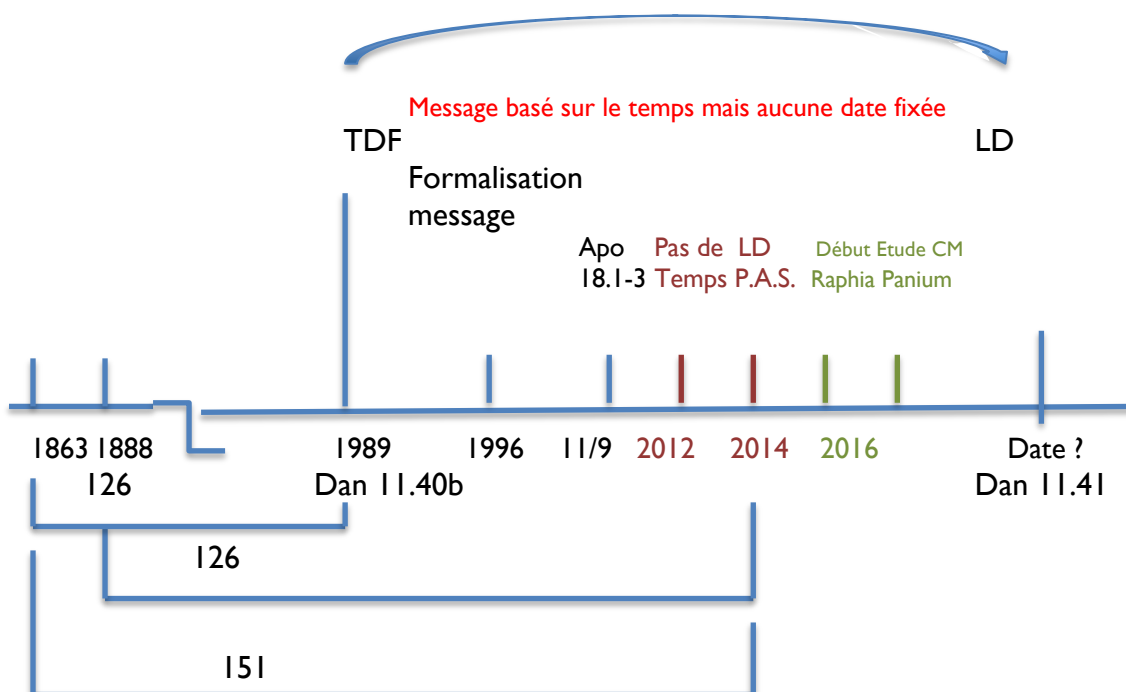 Message basé sur le temps mais aucune date fixée
TDF LD
Formalisation
message
Apo Pas de LD Début Etude CM
18.1-3 Temps P.A.S. Raphia Panium
1863 1888 1989 1996 11/9 2012 2014 2016 Date ?
126 Dan 11.40b Dan 11.41
126
151